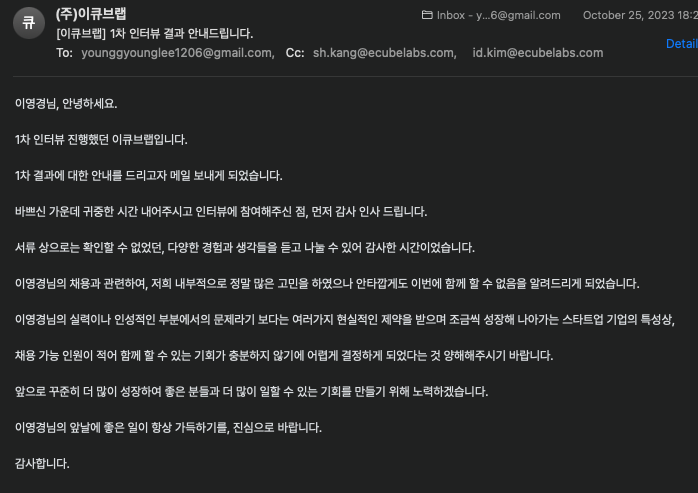 큐
(주)이큐브랩
Inbox - y...6@gmail.com
October 25, 2023 18:2
[이큐브랩] 1차 인터뷰 결과 안내드립니다.
To: younggyounglee1206@gmail.com, Cc: sh.kang@ecubelabs.com, id.kim@ecubelabs.com
Detail
이영경님, 안녕하세요.
1차 인터뷰 진행했던 이큐브랩입니다.
1차 결과에 대한 안내를 드리고자 메일 보내게 되었습니다.
바쁘신 가운데 귀중한 시간 내어주시고 인터뷰에 참여해주신 점, 먼저 감사 인사 드립니다.
서류 상으로는 확인할 수 없었던, 다양한 경험과 생각들을 듣고 나눌 수 있어 감사한 시간이었습니다.
이영경님의 채용과 관련하여, 저희 내부적으로 정말 많은 고민을 하였으나 안타깝게도 이번에 함께 할 수 없음을 알려드리게 되었습니다.
이영경님의 실력이나 인성적인 부분에서의 문제라기 보다는 여러가지 현실적인 제약을 받으며 조금씩 성장해 나아가는 스타트업 기업의 특성상,
채용 가능 인원이 적어 함께 할 수 있는 기회가 충분하지 않기에 어렵게 결정하게 되었다는 것 양해해주시기 바랍니다.
앞으로 꾸준히 더 많이 성장하여 좋은 분들과 더 많이 일할 수 있는 기회를 만들기 위해 노력하겠습니다.
이영경님의 앞날에 좋은 일이 항상 가득하기를, 진심으로 바랍니다.
감사합니다.